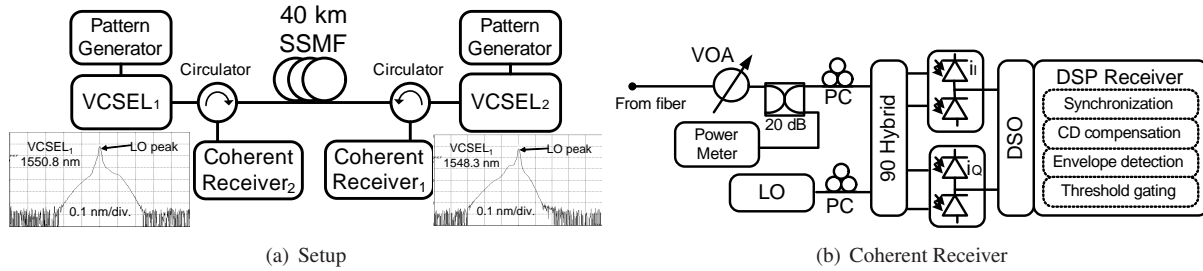 Pattern
Generator
VCSEL1
Circulator
40 km
SSMF
Circulator
Pattern
Generator
VCSEL2
Coherent
Receiver2
Coherent
Receiver1
VCSEL1
1550.8 nm
LO peak
0.1 nm/div.
VCSEL1
1548.3 nm
LO peak
0.1 nm/div.
(a) Setup
From fiber
VOA
20 dB
Power
Meter
PC
LO
PC
90 Hybrid
iI
iQ
DSO
DSP Receiver
Synchronization
CD compensation
Envelope detection
Threshold gating
(b) Coherent Receiver